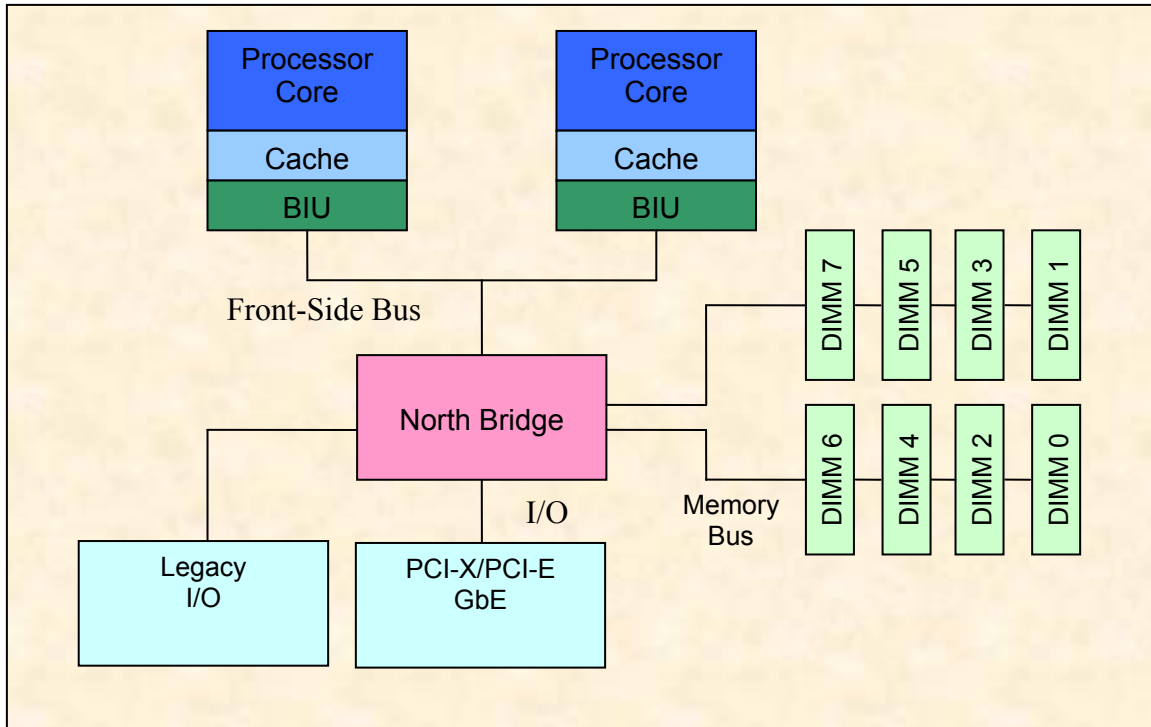 Processor
Core
Cache
BIU
Processor
Core
Cache
BIU
Front-Side Bus
DIMM 7
DIMM 5
DIMM 3
DIMM 1
North Bridge
DIMM 6
DIMM 4
DIMM 2
DIMM 0
Memory
Bus
I/O
Legacy
I/O
PCI-X/PCI-E
GbE